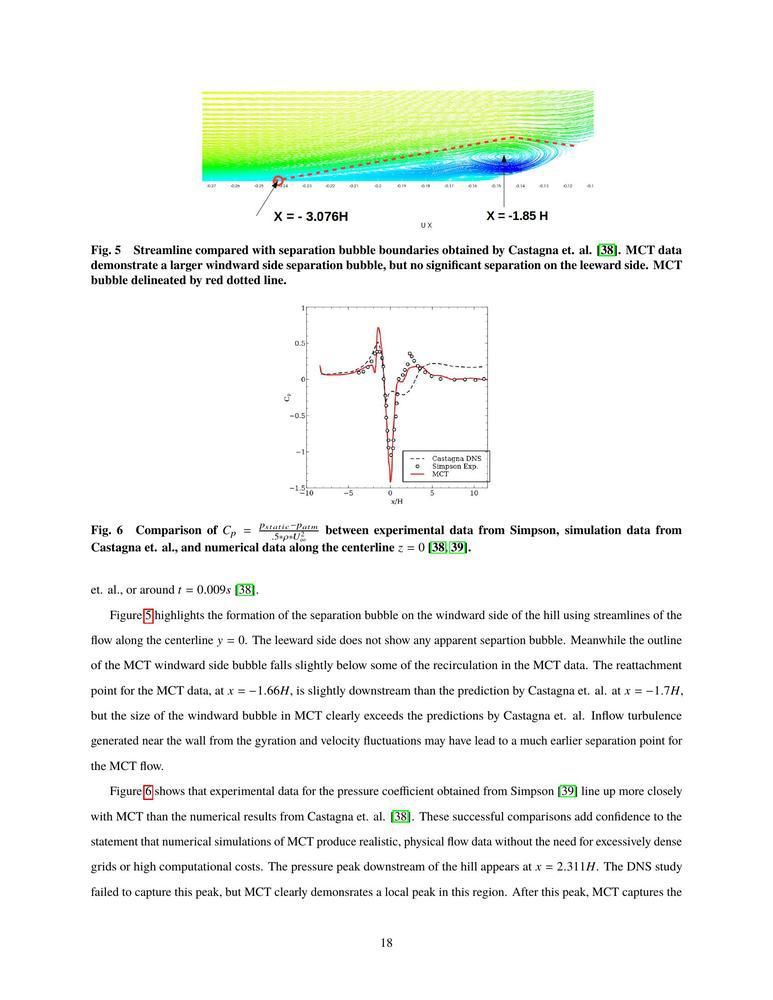 -0.27 -0.26 -0.25 -0.24 -0.22 -0.21 -0.2 -0.19 -0.18 -0.17 -0.16 -0.15 -0.14 -0.13 -0.12 -0.1
X = - 3.076H
X = -1.85 H
U X
Fig. 5 Streamline compared with separation bubble boundaries obtained by Castagna et. al. [38]. MCT data
demonstrate a larger windward side separation bubble, but no significant separation on the leeward side. MCT
bubble delineated by red dotted line.
1
0.5
0
−0.5
−1
−1.5
Cp
−10 −5 0 5 10
x/H
Castagna DNS
Simpson Exp.
MCT
Fig. 6 Comparison of Cp = (pstatic−patm)/(.5∗ρ∗U∞²) between experimental data from Simpson, simulation data from
Castagna et. al., and numerical data along the centerline z = 0 [38, 39].
et. al., or around t = 0.009s [38].
Figure 5 highlights the formation of the separation bubble on the windward side of the hill using streamlines of the
flow along the centerline y = 0. The leeward side does not show any apparent separtion bubble. Meanwhile the outline
of the MCT windward side bubble falls slightly below some of the recirculation in the MCT data. The reattachment
point for the MCT data, at x = −1.66H, is slightly downstream than the prediction by Castagna et. al. at x = −1.7H,
but the size of the windward bubble in MCT clearly exceeds the predictions by Castagna et. al. Inflow turbulence
generated near the wall from the gyration and velocity fluctuations may have lead to a much earlier separation point for
the MCT flow.
Figure 6 shows that experimental data for the pressure coefficient obtained from Simpson [39] line up more closely
with MCT than the numerical results from Castagna et. al. [38]. These successful comparisons add confidence to the
statement that numerical simulations of MCT produce realistic, physical flow data without the need for excessively dense
grids or high computational costs. The pressure peak downstream of the hill appears at x = 2.311H. The DNS study
failed to capture this peak, but MCT clearly demonsrates a local peak in this region. After this peak, MCT captures the
18